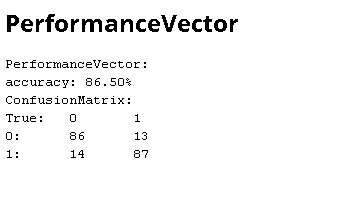 PerformanceVector
PerformanceVector:
accuracy: 86.50%
ConfusionMatrix:
True: 0 1
0: 86 13
1: 14 87